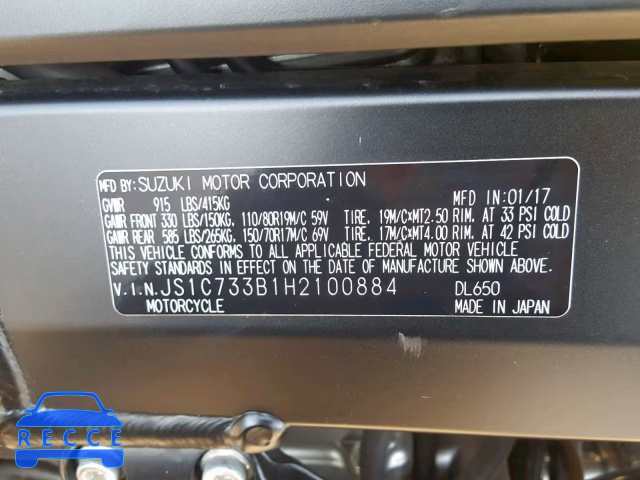 MFD BY: SUZUKI MOTOR CORPORATION MFD IN: 01/17
GVWR 915 LBS/415KG
GAWR FRONT 330 LBS/150KG. 110/80R19M/C 59V TIRE, 19M/C×MT2.50 RIM. AT 33 PSI COLD
GAWR REAR 585 LBS/265KG. 150/70R17M/C 69V TIRE, 17M/C×MT4.00 RIM. AT 42 PSI COLD
THIS VEHICLE CONFORMS TO ALL APPLICABLE FEDERAL MOTOR VEHICLE
SAFETY STANDARDS IN EFFECT ON THE DATE OF MANUFACTURE SHOWN ABOVE.
V.I.N. JS1C733B1H2100884 DL650
MOTORCYCLE MADE IN JAPAN
RECCE